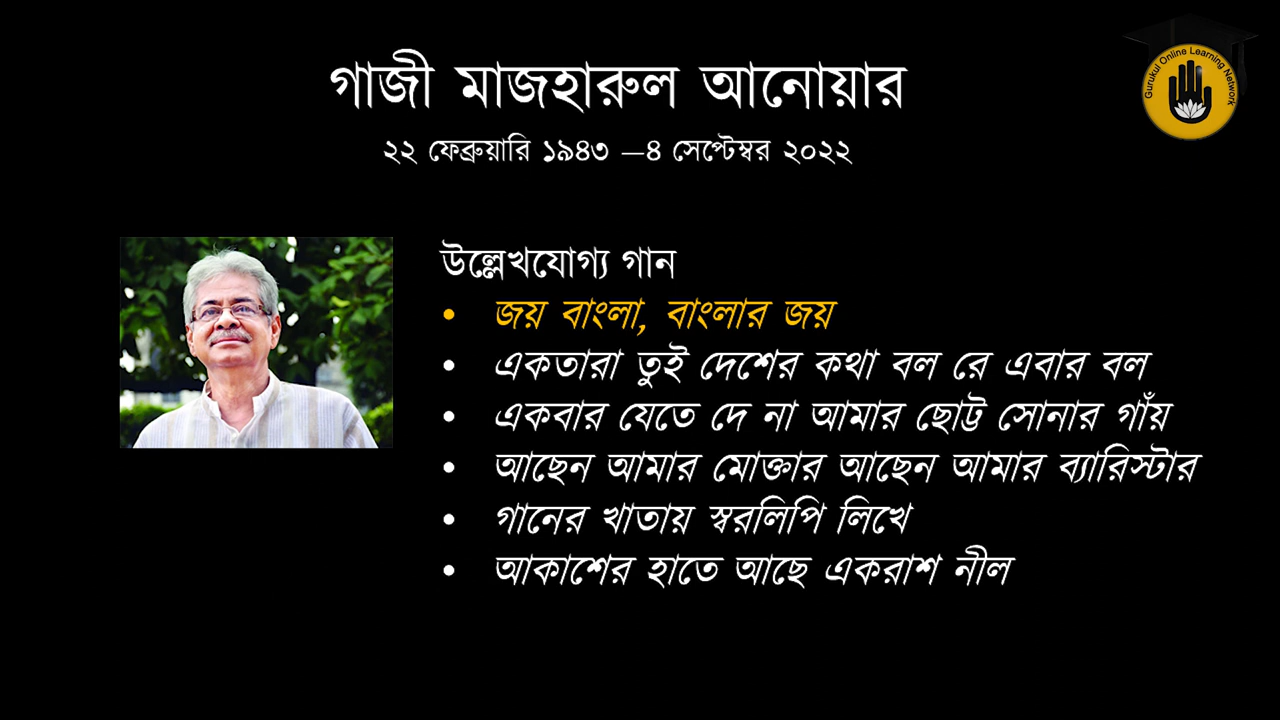 গাজী মাজহারুল আনোয়ার
২২ ফেব্রুয়ারি ১৯৪৩ –৪ সেপ্টেম্বর ২০২২
Gurukul Online Learning Network
উল্লেখযোগ্য গান
• জয় বাংলা, বাংলার জয়
• একতারা তুই দেশের কথা বল রে এবার বল
• একবার যেতে দে না আমার ছোট্ট সোনার গাঁয়
• আছেন আমার মোক্তার আছেন আমার ব্যারিস্টার
• গানের খাতায় স্বরলিপি লিখে
• আকাশের হাতে আছে একরাশ নীল